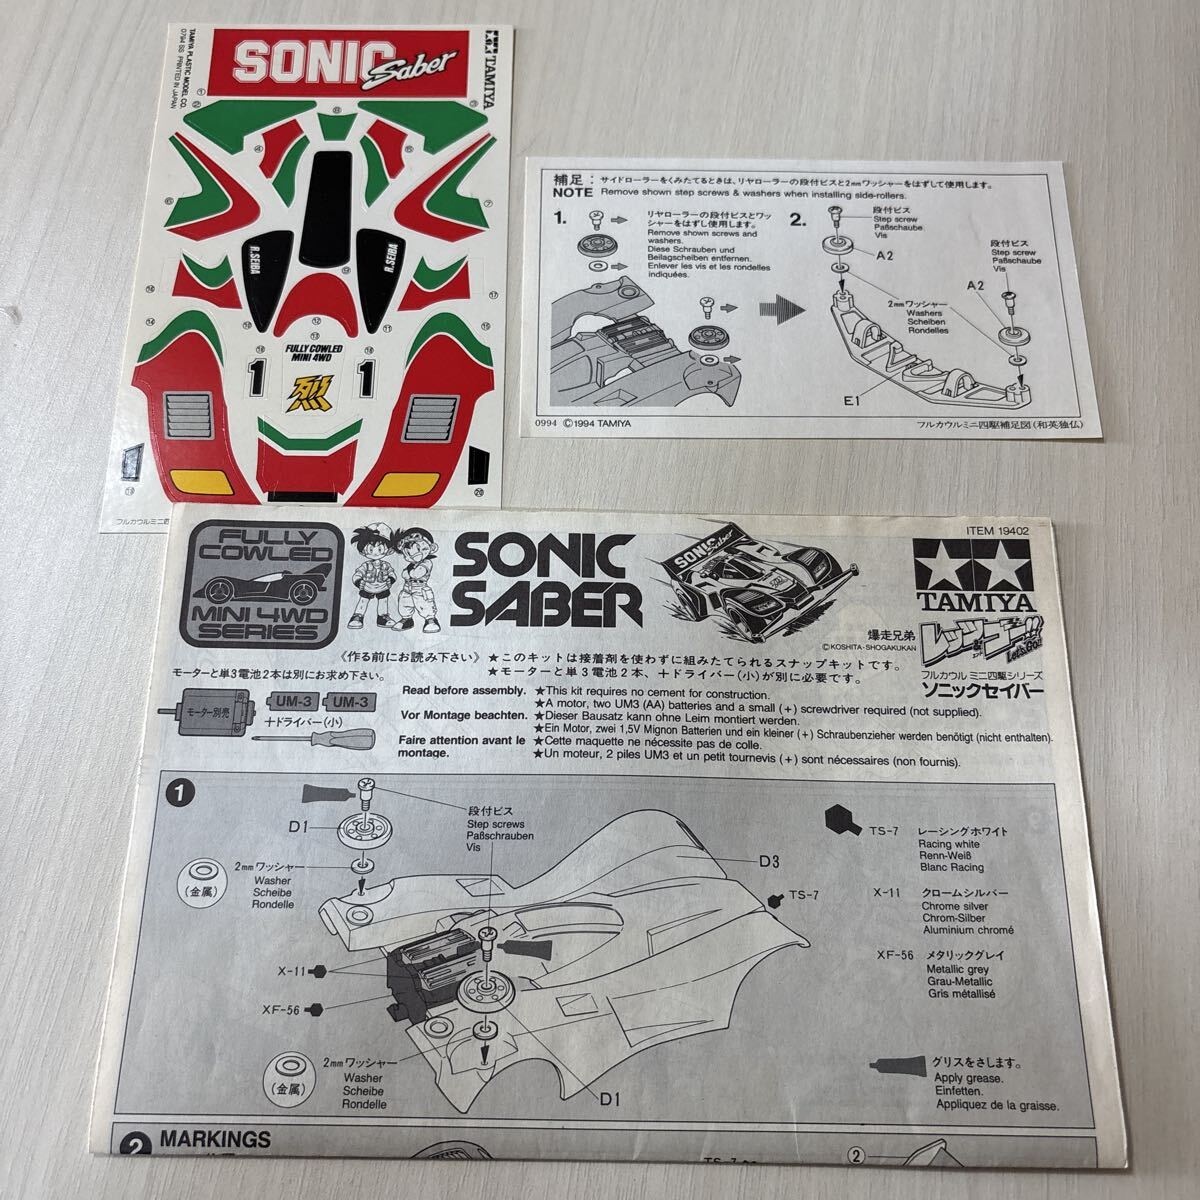 SONIC Saber
TAMIYA
TAMIYA PLASTIC MODEL CO.
0794 SS PRINTED IN JAPAN
R.SEIBA
R.SEIBA
FULLY COWLED
MINI 4WD
1
烈
1
フルカウルミニ四
補足：サイドローラーをくみたてるときは、リヤローラーの段付ビスと2mmワッシャーをはずして使用します。
NOTE Remove shown step screws & washers when installing side-rollers.
1.
リヤローラーの段付ビスとワッ
シャーをはずし使用します。
Remove shown screws and
washers.
Diese Schrauben und
Beilagscheiben entfernen.
Enlever les vis et les rondelles
indiquées.
2.
段付ビス
Step screw
Paßschaube
Vis
A2
段付ビス
Step screw
Paßschaube
Vis
A2
2mmワッシャー
Washers
Scheiben
Rondelles
E1
0994 ©1994 TAMIYA
フルカウルミニ四駆補足図(和英独仏)
FULLY
COWLED
MINI 4WD
SERIES
SONIC
SABER
SONIC Saber
ITEM 19402
TAMIYA
爆走兄弟
©KOSHITA-SHOGAKUKAN
レッツ&ゴー!!
Let's & Go!!
フルカウル ミニ四駆シリーズ
ソニックセイバー
《作る前にお読み下さい》 ★このキットは接着剤を使わずに組みたてられるスナップキットです。
モーターと単3電池2本は別にお求め下さい。
★モーターと単3電池2本、＋ドライバー(小)が別に必要です。
モーター別売
UM-3
UM-3
＋ドライバー(小)
Read before assembly. ★This kit requires no cement for construction.
★A motor, two UM3 (AA) batteries and a small (+) screwdriver required (not supplied).
Vor Montage beachten. ★Dieser Bausatz kann ohne Leim montiert werden.
★Ein Motor, zwei 1,5V Mignon Batterien und ein kleiner (+) Schraubenzieher werden benötigt (nicht enthalten).
Faire attention avant le montage. ★Cette maquette ne nécessite pas de colle.
★Un moteur, 2 piles UM3 et un petit tournevis (+) sont nécessaires (non fournis).
1
D1
段付ビス
Step screws
Paßschrauben
Vis
2mmワッシャー
Washer
Scheibe
Rondelle
(金属)
D3
TS-7
X-11
XF-56
2mmワッシャー
Washer
Scheibe
Rondelle
(金属)
D1
TS-7 レーシングホワイト
Racing white
Renn-Weiß
Blanc Racing
X-11 クロームシルバー
Chrome silver
Chrom-Silber
Aluminium chromé
XF-56 メタリックグレイ
Metallic grey
Grau-Metallic
Gris métallisé
グリスをさします。
Apply grease.
Einfetten.
Appliquez de la graisse.
2 MARKINGS
②